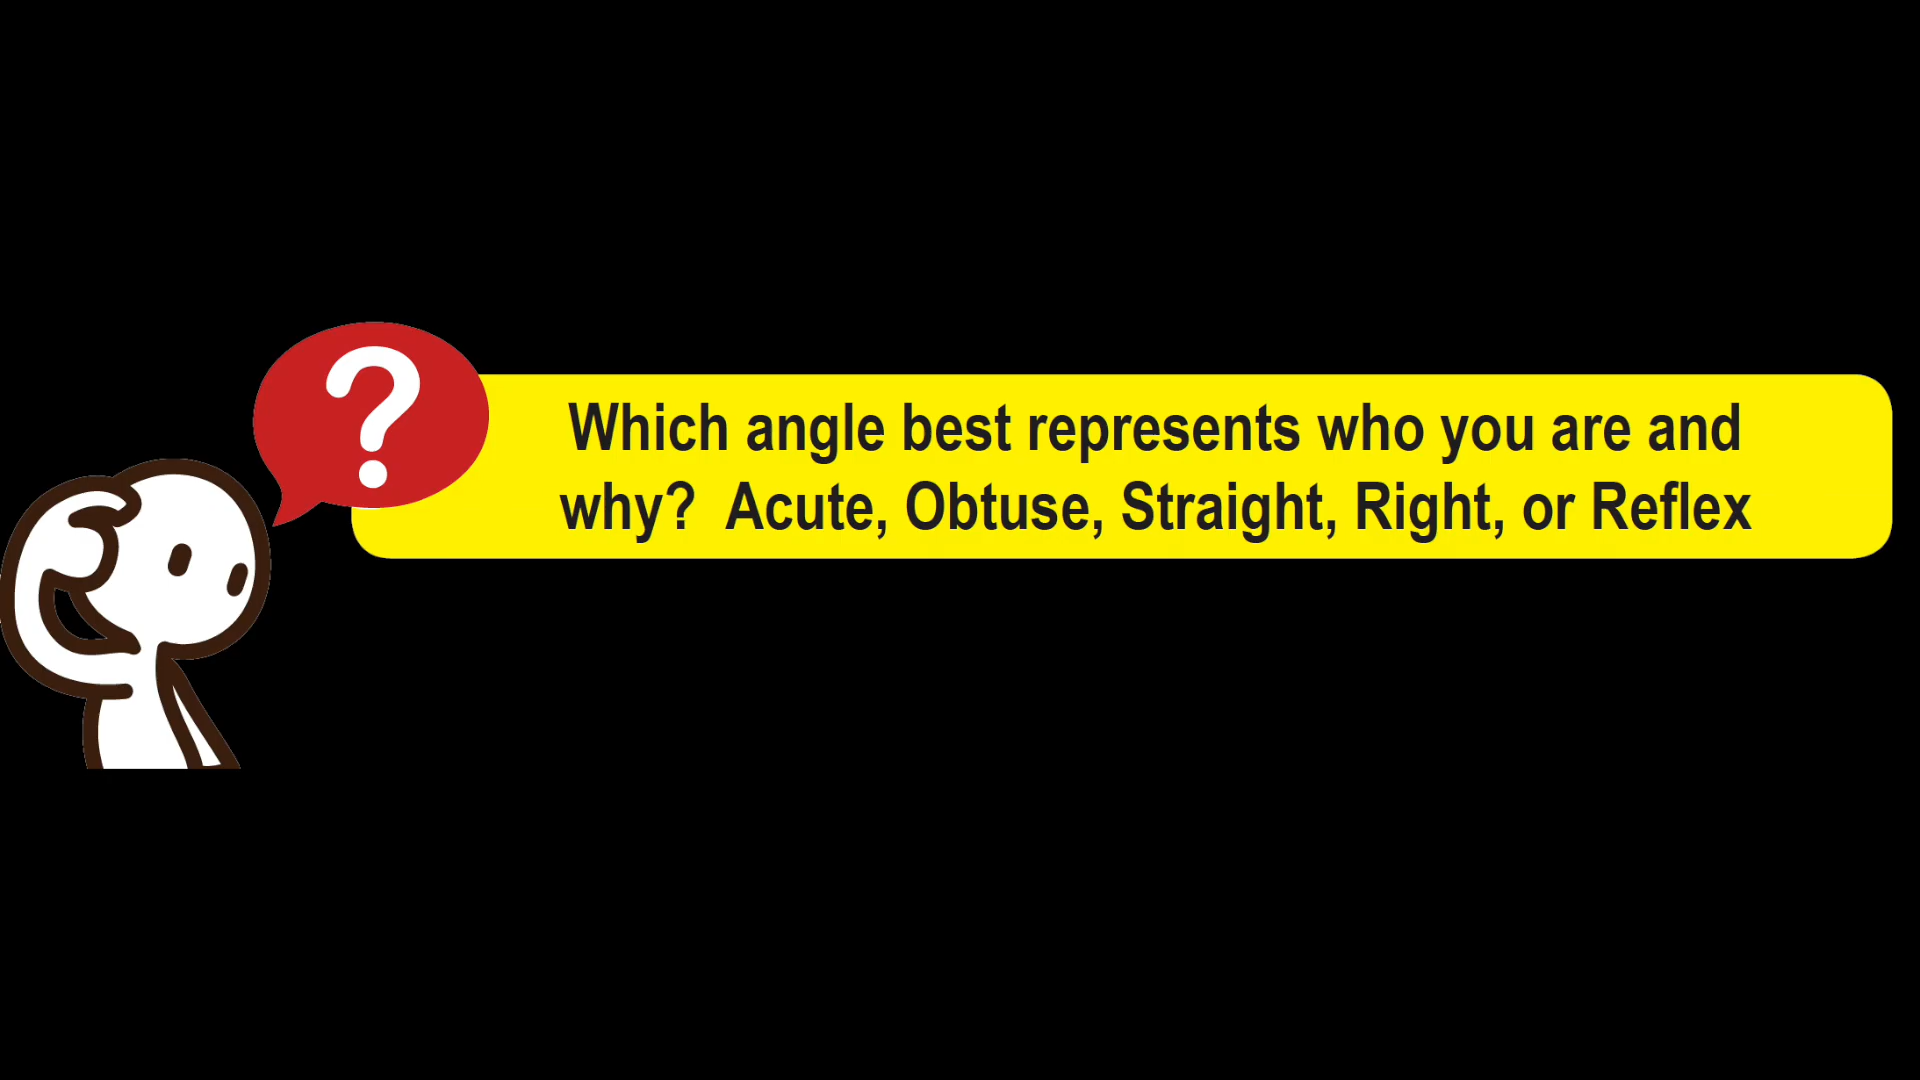 ?
Which angle best represents who you are and
why?  Acute, Obtuse, Straight, Right, or Reflex